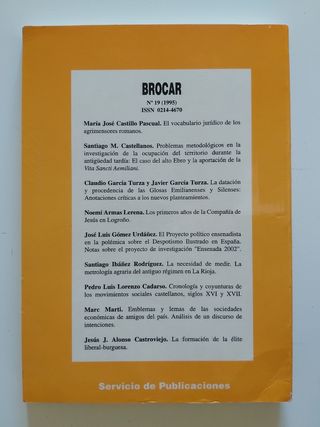 BROCAR
Nº 19 (1995)
ISSN 0214-4670
María José Castillo Pascual. El vocabulario jurídico de los
agrimensores romanos.
Santiago M. Castellanos. Problemas metodológicos en la
investigación de la ocupación del territorio durante la
antigüedad tardía: El caso del alto Ebro y la aportación de la
Vita Sancti Aemiliani.
Claudio García Turza y Javier García Turza. La datación
y procedencia de las Glosas Emilianenses y Silenses:
Anotaciones críticas a los nuevos planteamientos.
Noemí Armas Lerena. Los primeros años de la Compañía de
Jesús en Logroño.
José Luis Gómez Urdáñez. El Proyecto político ensenadista
en la polémica sobre el Despotismo Ilustrado en España.
Notas sobre el proyecto de investigación "Ensenada 2002".
Santiago Ibáñez Rodríguez. La necesidad de medir. La
metrología agraria del antiguo régimen en La Rioja.
Pedro Luis Lorenzo Cadarso. Cronología y coyunturas de
los movimientos sociales castellanos, siglos XVI y XVII.
Marc Martí. Emblemas y lemas de las sociedades
económicas de amigos del país. Análisis de un discurso de
intenciones.
Jesús J. Alonso Castroviejo. La formación de la élite
liberal-burguesa.
Servicio de Publicaciones